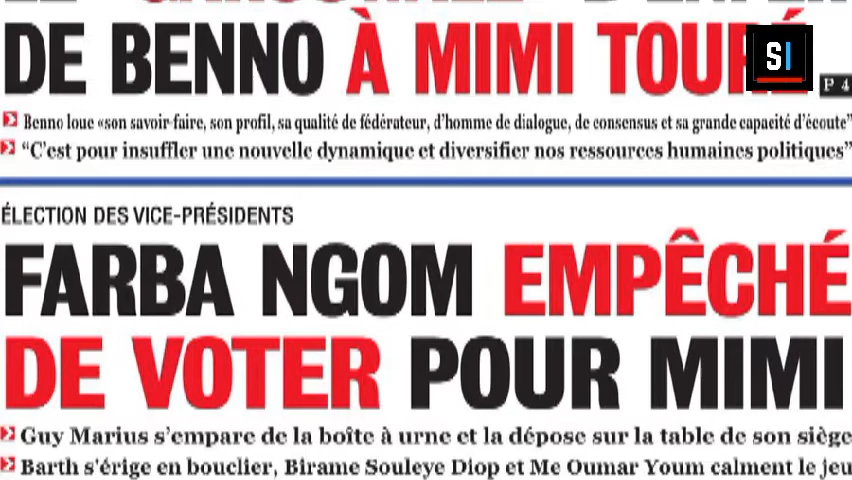 DE BENNO À MIMI TOURÉ
SI
P 4
Benno loue «son savoir-faire, son profil, sa qualité de fédérateur, d’homme de dialogue, de consensus et sa grande capacité d’écoute”
“C’est pour insuffler une nouvelle dynamique et diversifier nos ressources humaines politiques”
ÉLECTION DES VICE-PRÉSIDENTS
FARBA NGOM EMPÊCHÉ
DE VOTER POUR MIMI
Guy Marius s’empare de la boîte à urne et la dépose sur la table de son siège
Barth s’érige en bouclier, Birame Souleye Diop et Me Oumar Youm calment le jeu